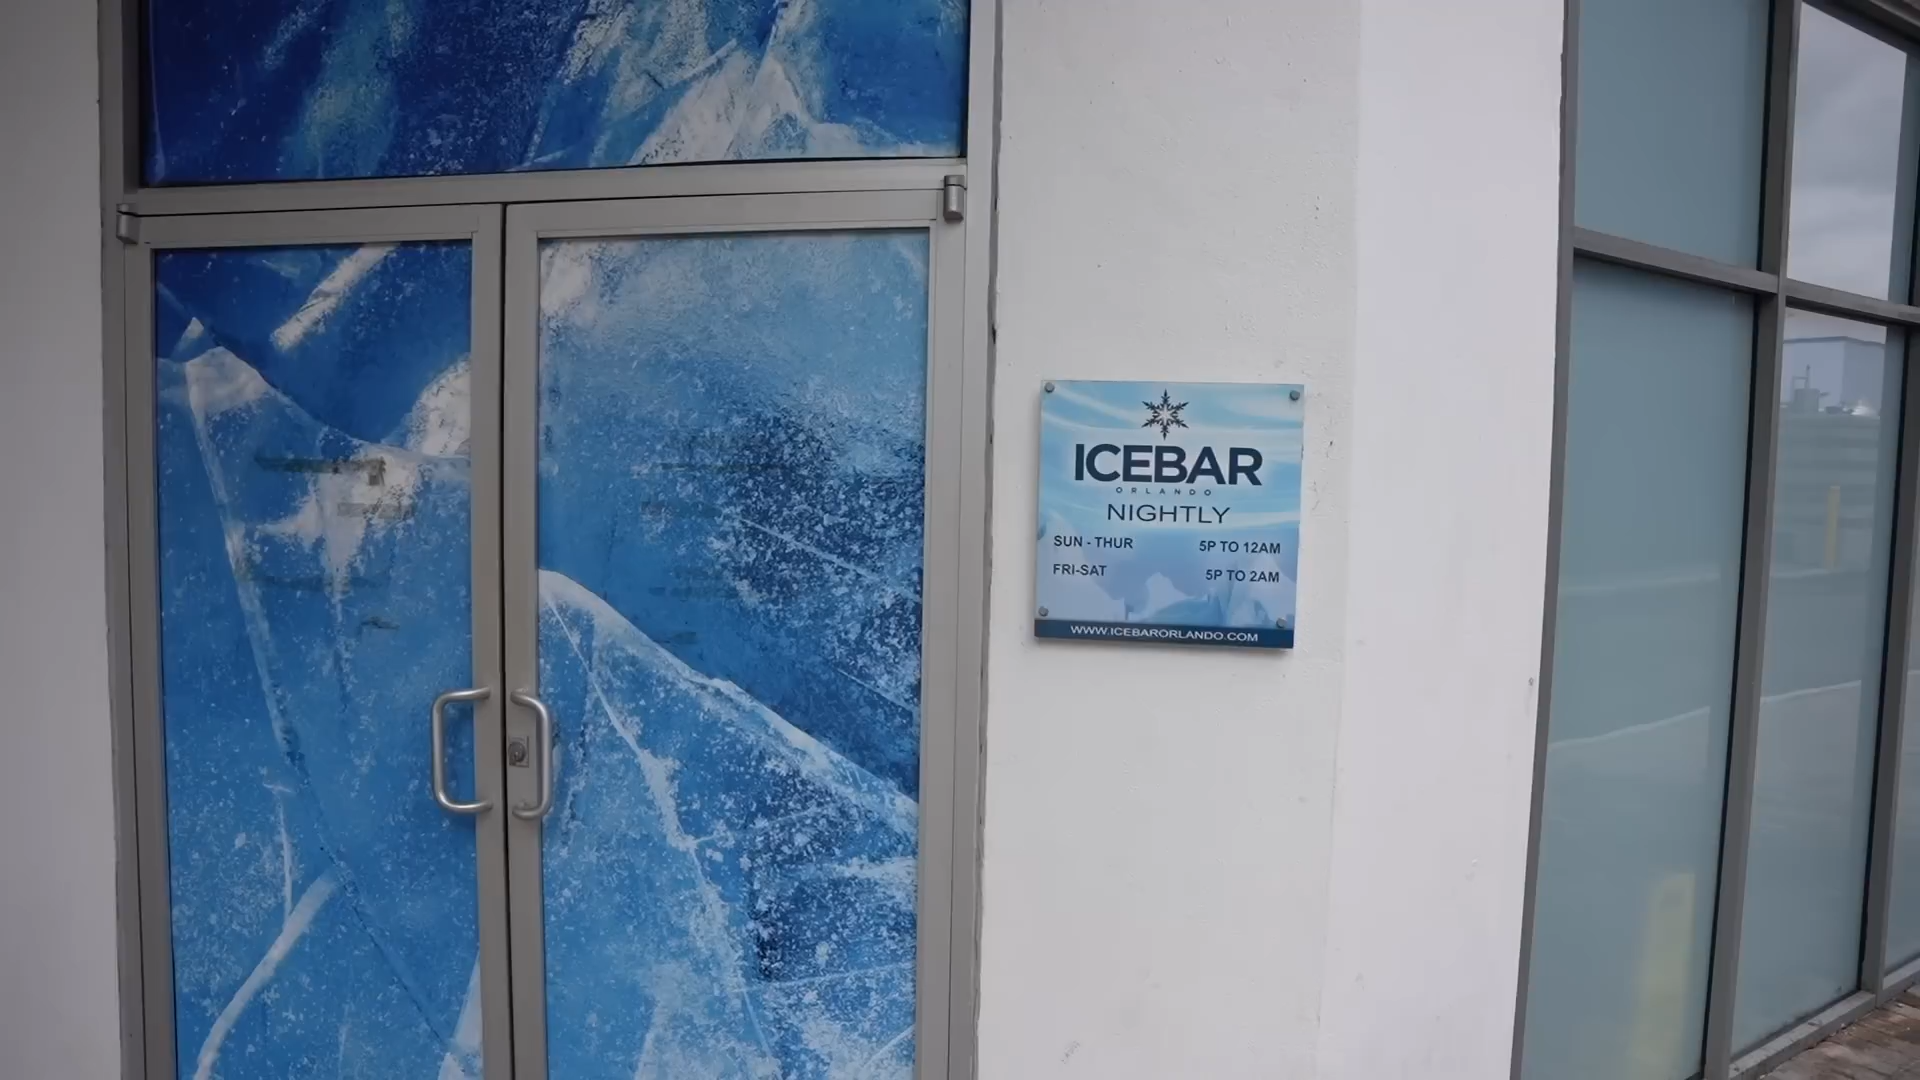 ICEBAR
ORLANDO
NIGHTLY
SUN - THUR 5P TO 12AM
FRI-SAT 5P TO 2AM
WWW.ICEBARORLANDO.COM